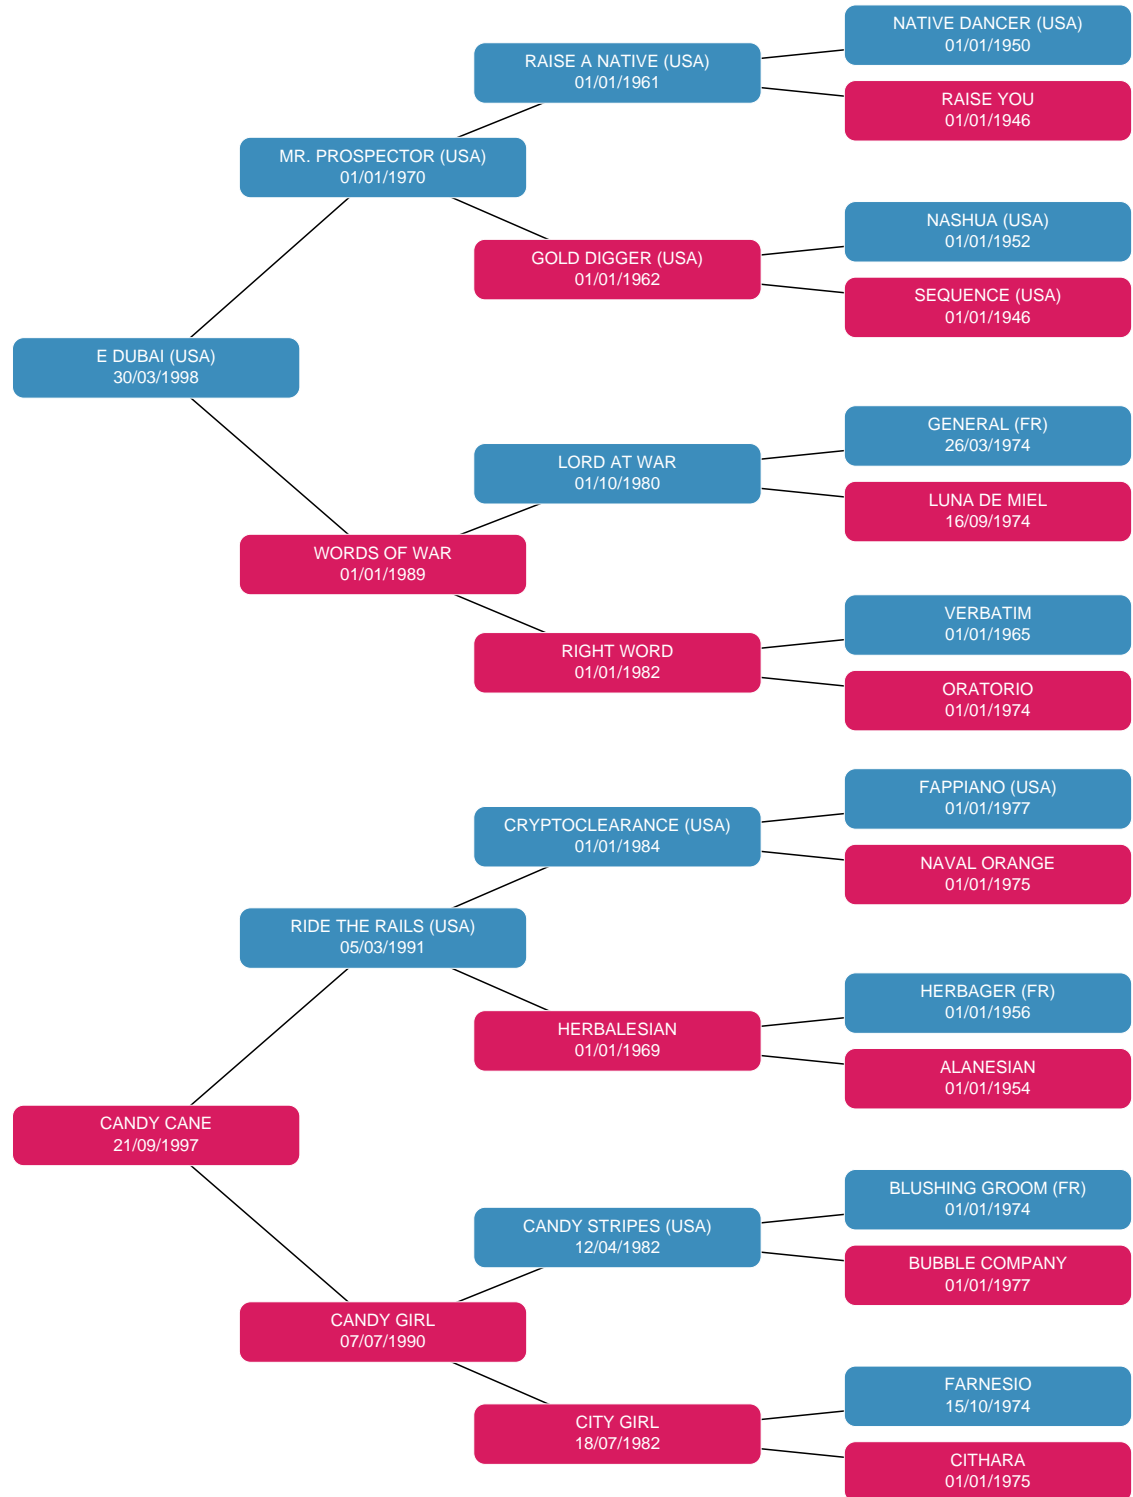 NATIVE DANCER (USA)
01/01/1950
RAISE A NATIVE (USA)
01/01/1961
RAISE YOU
01/01/1946
MR. PROSPECTOR (USA)
01/01/1970
NASHUA (USA)
01/01/1952
GOLD DIGGER (USA)
01/01/1962
SEQUENCE (USA)
01/01/1946
E DUBAI (USA)
30/03/1998
GENERAL (FR)
26/03/1974
LORD AT WAR
01/10/1980
LUNA DE MIEL
16/09/1974
WORDS OF WAR
01/01/1989
VERBATIM
01/01/1965
RIGHT WORD
01/01/1982
ORATORIO
01/01/1974
FAPPIANO (USA)
01/01/1977
CRYPTOCLEARANCE (USA)
01/01/1984
NAVAL ORANGE
01/01/1975
RIDE THE RAILS (USA)
05/03/1991
HERBAGER (FR)
01/01/1956
HERBALESIAN
01/01/1969
ALANESIAN
01/01/1954
CANDY CANE
21/09/1997
BLUSHING GROOM (FR)
01/01/1974
CANDY STRIPES (USA)
12/04/1982
BUBBLE COMPANY
01/01/1977
CANDY GIRL
07/07/1990
FARNESIO
15/10/1974
CITY GIRL
18/07/1982
CITHARA
01/01/1975